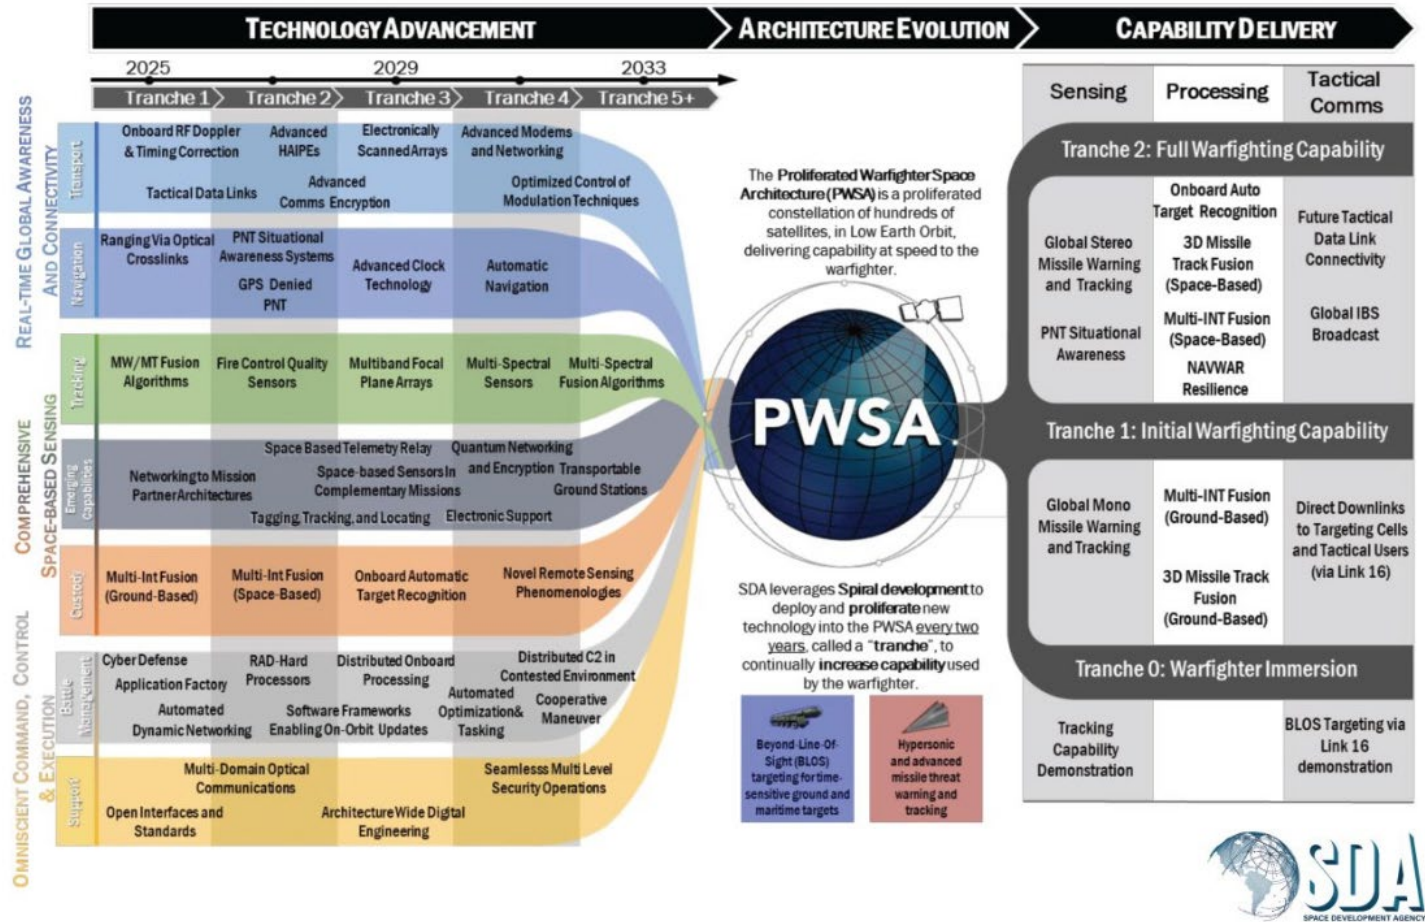 TECHNOLOGY ADVANCEMENT
ARCHITECTURE EVOLUTION
CAPABILITY DELIVERY
2025
2029
2033
Tranche 1
Tranche 2
Tranche 3
Tranche 4
Tranche 5+
REAL-TIME GLOBAL AWARENESS
AND CONNECTIVITY
Transport
Onboard RF Doppler
& Timing Correction
Advanced
HAIPEs
Electronically
Scanned Arrays
Advanced Modems
and Networking
Tactical Data Links
Advanced
Comms Encryption
Optimized Control of
Modulation Techniques
Navigation
Ranging Via Optical
Crosslinks
PNT Situational
Awareness Systems
GPS Denied
PNT
Advanced Clock
Technology
Automatic
Navigation
COMPREHENSIVE
SPACE-BASED SENSING
Tracking
MW/MT Fusion
Algorithms
Fire Control Quality
Sensors
Multiband Focal
Plane Arrays
Multi-Spectral
Sensors
Multi-Spectral
Fusion Algorithms
Emerging
Capabilities
Space Based Telemetry Relay
Quantum Networking
and Encryption
Networking to Mission
Partner Architectures
Space-based Sensors In
Complementary Missions
Transportable
Ground Stations
Tagging, Tracking, and Locating
Electronic Support
Custody
Multi-Int Fusion
(Ground-Based)
Multi-Int Fusion
(Space-Based)
Onboard Automatic
Target Recognition
Novel Remote Sensing
Phenomenologies
OMNISCIENT COMMAND, CONTROL
& EXECUTION
Battle
Management
Cyber Defense
Application Factory
RAD-Hard
Processors
Distributed Onboard
Processing
Distributed C2 in
Contested Environment
Automated
Dynamic Networking
Software Frameworks
Enabling On-Orbit Updates
Automated
Optimization&
Tasking
Cooperative
Maneuver
Support
Multi-Domain Optical
Communications
Seamlesss Multi Level
Security Operations
Open Interfaces and
Standards
Architecture Wide Digital
Engineering
The Proliferated Warfighter Space
Architecture (PWSA) is a proliferated
constellation of hundreds of
satellites, in Low Earth Orbit,
delivering capability at speed to the
warfighter.
PWSA
SDA leverages Spiral development to
deploy and proliferate new
technology into the PWSA every two
years, called a "tranche", to
continually increase capability used
by the warfighter.
Beyond-Line-Of-
Sight (BLOS)
targeting for time-
sensitive ground and
maritime targets
Hypersonic
and advanced
missile threat
warning and
tracking
Sensing
Processing
Tactical
Comms
Tranche 2: Full Warfighting Capability
Global Stereo
Missile Warning
and Tracking
PNT Situational
Awareness
Onboard Auto
Target Recognition
3D Missile
Track Fusion
(Space-Based)
Multi-INT Fusion
(Space-Based)
NAVWAR
Resilience
Future Tactical
Data Link
Connectivity
Global IBS
Broadcast
Tranche 1: Initial Warfighting Capability
Global Mono
Missile Warning
and Tracking
Multi-INT Fusion
(Ground-Based)
3D Missile Track
Fusion
(Ground-Based)
Direct Downlinks
to Targeting Cells
and Tactical Users
(via Link 16)
Tranche 0: Warfighter Immersion
Tracking
Capability
Demonstration
BLOS Targeting via
Link 16
demonstration
SDA
SPACE DEVELOPMENT AGENCY